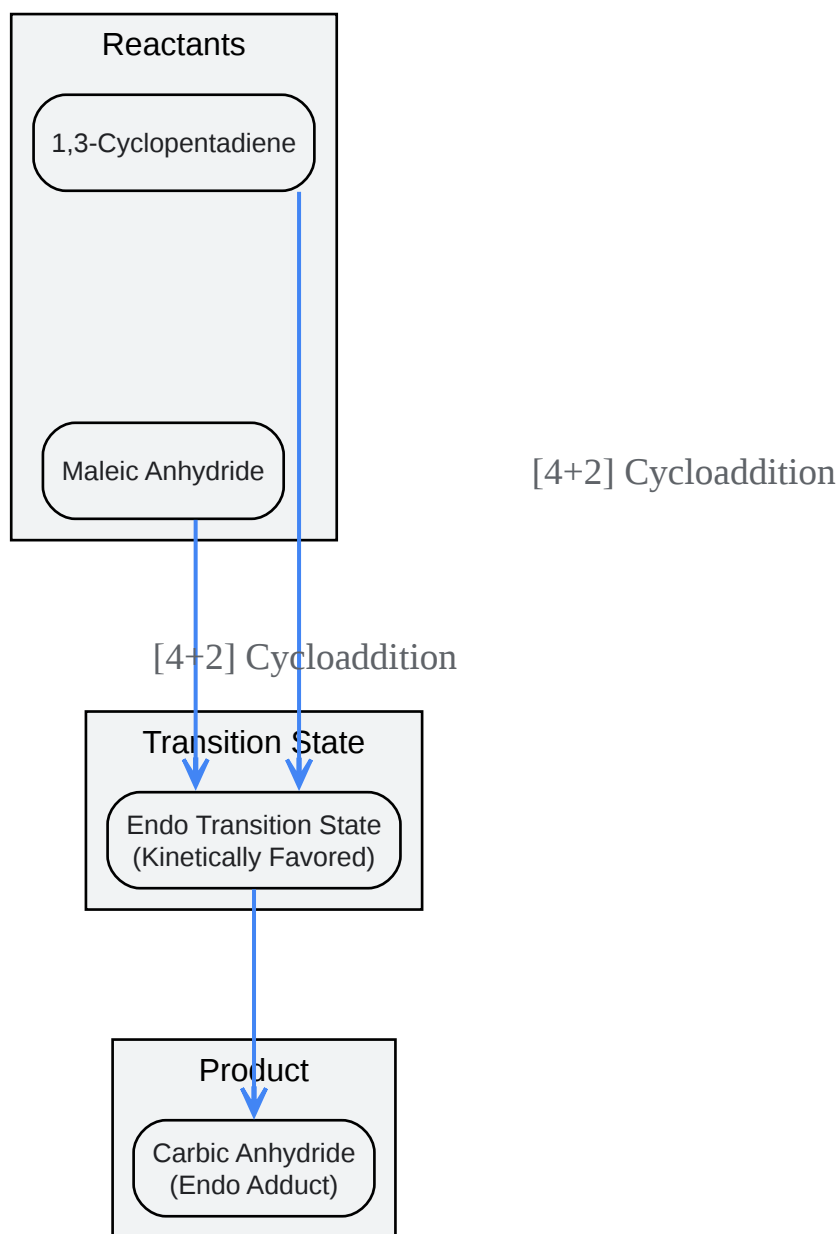 Reactants
1,3-Cyclopentadiene
Maleic Anhydride
[4+2] Cycloaddition
[4+2] Cycloaddition
Transition State
Endo Transition State
(Kinetically Favored)
Product
Carbic Anhydride
(Endo Adduct)